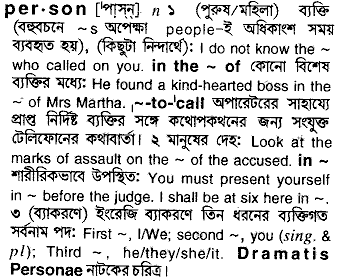 per·son [ˈপাːসন্] n ১ (পুরুষ/মহিলা) ব্যক্তি
(বহুবচনে ~s অপেক্ষা people-ই অধিকাংশ সময়
ব্যবহৃত হয়), (কিছুটা নিন্দার্থে): I do not know the ~
who called on you. in the ~ of কোনো বিশেষ
ব্যক্তির মধ্যে: He found a kind-hearted boss in the
~ of Mrs Martha. ˌ~-to-ˈcall অপারেটরের সাহায্যে
প্রাপ্ত নির্দিষ্ট ব্যক্তির সঙ্গে কথোপকথনের জন্য সংযুক্ত
টেলিফোনের কথাবার্তা। ২ মানুষের দেহ: Look at the
marks of assault on the ~ of the accused. in ~
শারীরিকভাবে উপস্থিত: You must present yourself
in ~ before the judge. I shall be at six here in ~.
৩ (ব্যাকরণে) ইংরেজি ব্যাকরণে তিন ধরনের ব্যক্তিগত
সর্বনাম পদ: First ~, I/We; second ~, you (sing. &
pl); Third ~, he/they/she/it. Dramatis
Personae নাটকের চরিত্র।